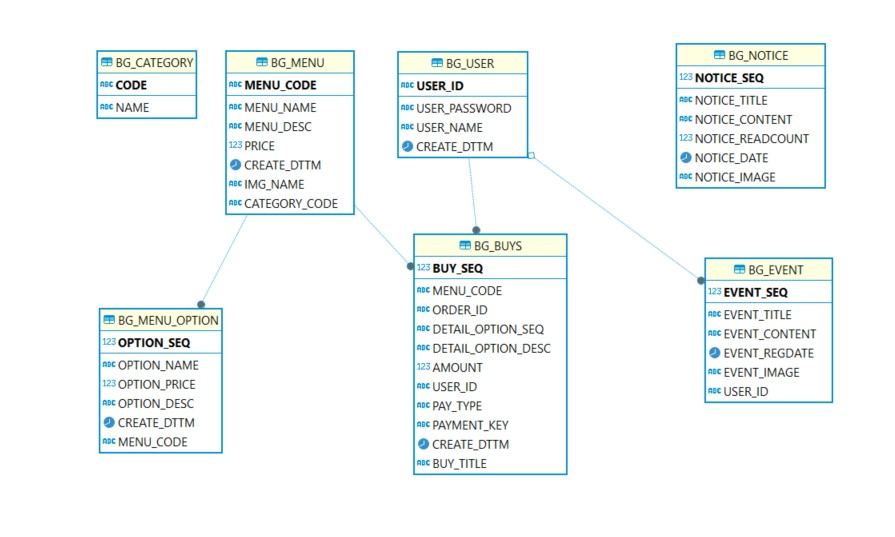 BG_CATEGORY
ABC CODE
ABC NAME
BG_MENU
ABC MENU_CODE
ABC MENU_NAME
ABC MENU_DESC
123 PRICE
CREATE_DTTM
ABC IMG_NAME
ABC CATEGORY_CODE
BG_USER
ABC USER_ID
ABC USER_PASSWORD
ABC USER_NAME
CREATE_DTTM
BG_NOTICE
123 NOTICE_SEQ
ABC NOTICE_TITLE
ABC NOTICE_CONTENT
123 NOTICE_READCOUNT
NOTICE_DATE
ABC NOTICE_IMAGE
BG_MENU_OPTION
123 OPTION_SEQ
ABC OPTION_NAME
123 OPTION_PRICE
ABC OPTION_DESC
CREATE_DTTM
ABC MENU_CODE
BG_BUYS
123 BUY_SEQ
ABC MENU_CODE
ABC ORDER_ID
ABC DETAIL_OPTION_SEQ
ABC DETAIL_OPTION_DESC
123 AMOUNT
ABC USER_ID
ABC PAY_TYPE
ABC PAYMENT_KEY
CREATE_DTTM
ABC BUY_TITLE
BG_EVENT
123 EVENT_SEQ
ABC EVENT_TITLE
ABC EVENT_CONTENT
EVENT_REGDATE
ABC EVENT_IMAGE
ABC USER_ID